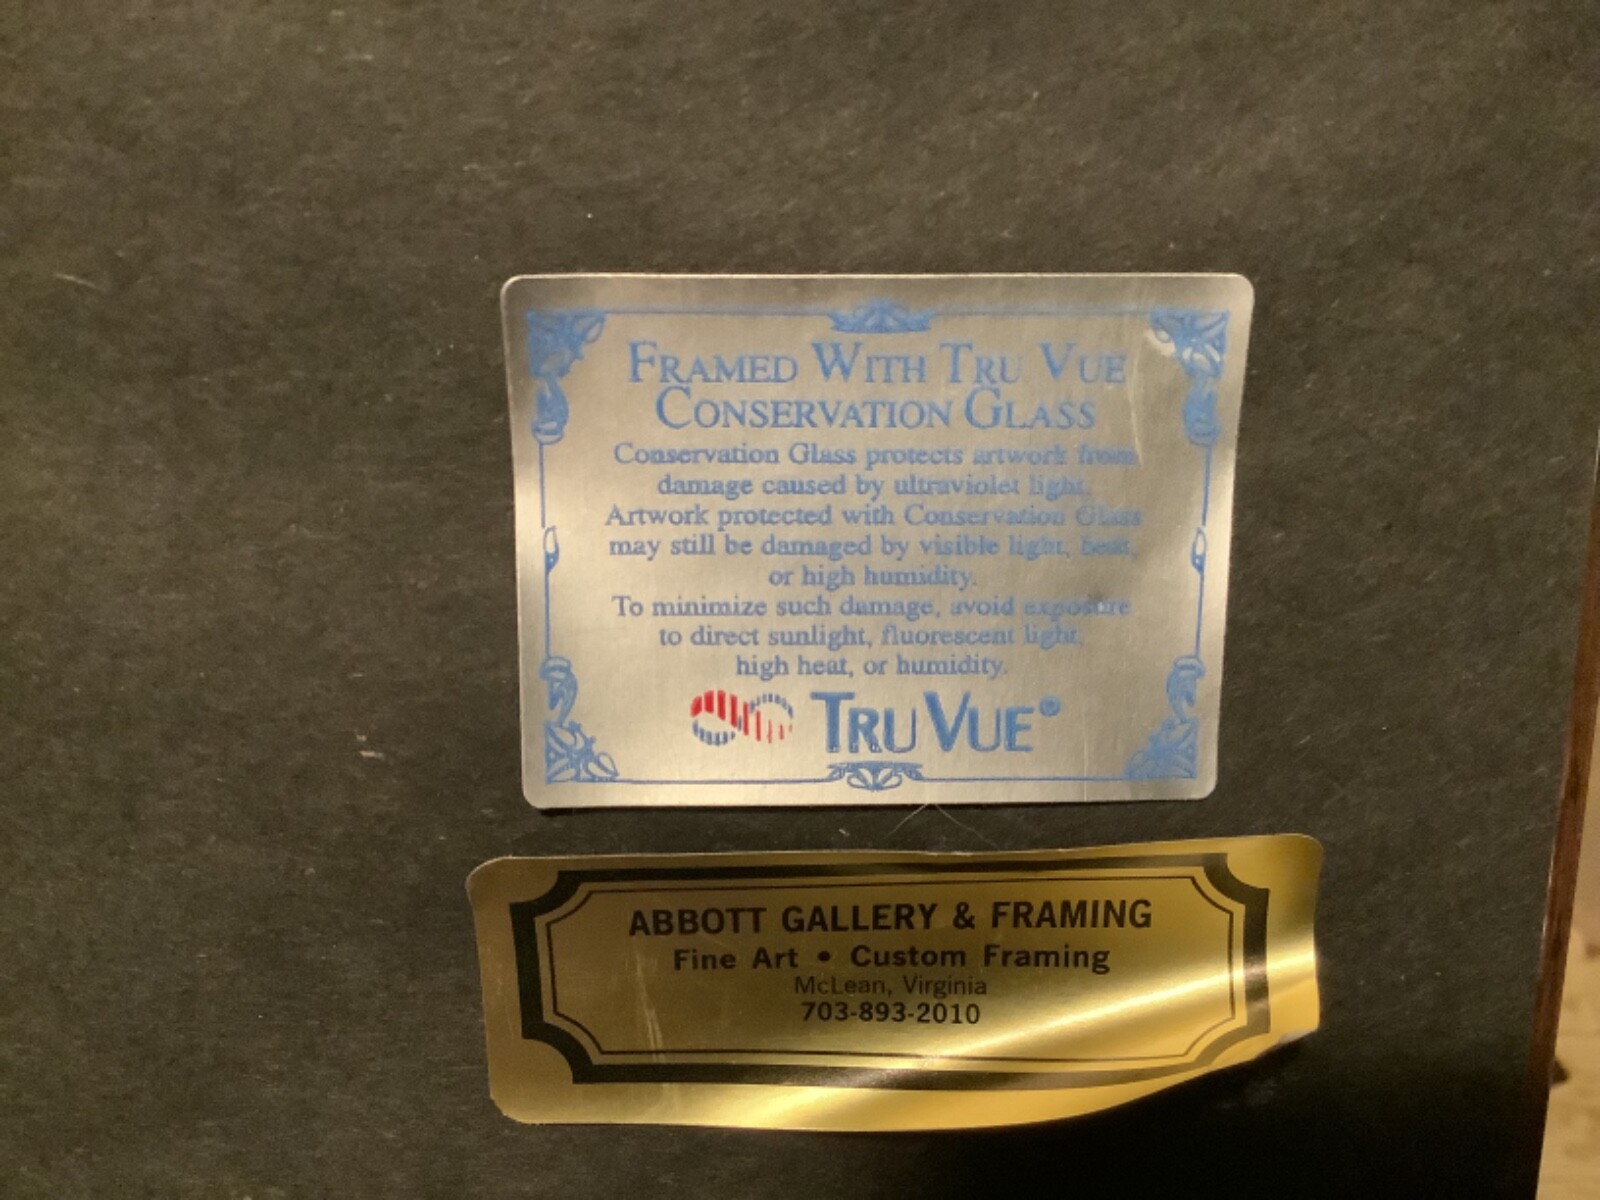 FRAMED WITH TRU VUE
CONSERVATION GLASS
Conservation Glass protects artwork from
damage caused by ultraviolet light.
Artwork protected with Conservation Glass
may still be damaged by visible light, heat,
or high humidity.
To minimize such damage, avoid exposure
to direct sunlight, fluorescent light,
high heat, or humidity.
TRU VUE®
ABBOTT GALLERY & FRAMING
Fine Art • Custom Framing
McLean, Virginia
703-893-2010